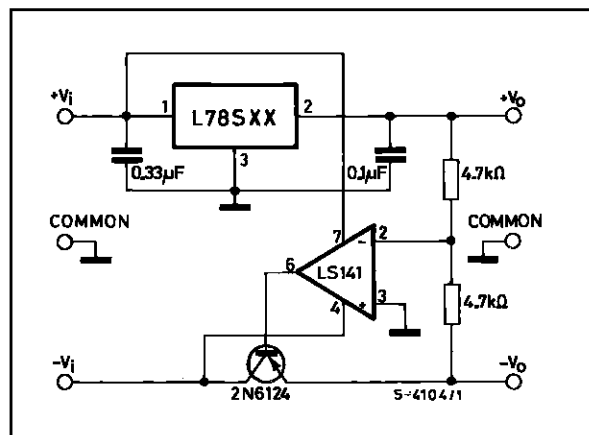 +Vi
1
L78SXX
2
+Vo
3
0.33µF
0.1µF
4.7kΩ
COMMON
COMMON
7
2
-
6
LS141
4
+
3
4.7kΩ
-Vi
2N6124
S-4104/1
-Vo